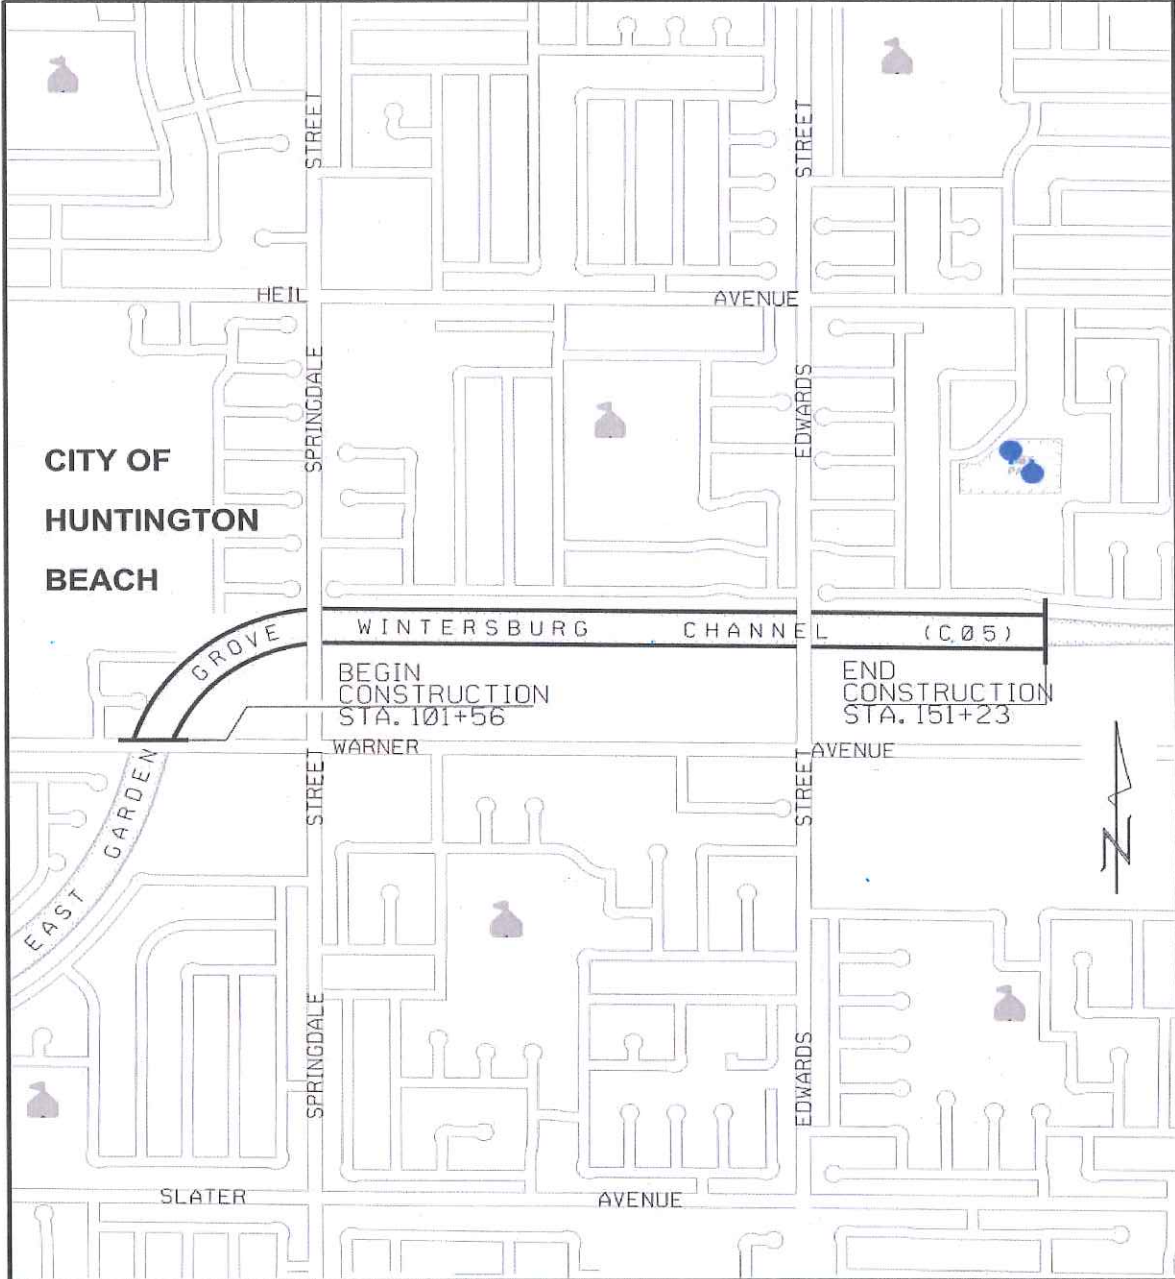 STREET
STREET
HEIL
AVENUE
SPRINGDALE
EDWARDS
CITY OF
HUNTINGTON
BEACH
EAST GARDEN GROVE WINTERSBURG CHANNEL (C05)
BEGIN
CONSTRUCTION
STA. 101+56
END
CONSTRUCTION
STA. 151+23
WARNER
AVENUE
STREET
STREET
N
SPRINGDALE
EDWARDS
SLATER
AVENUE